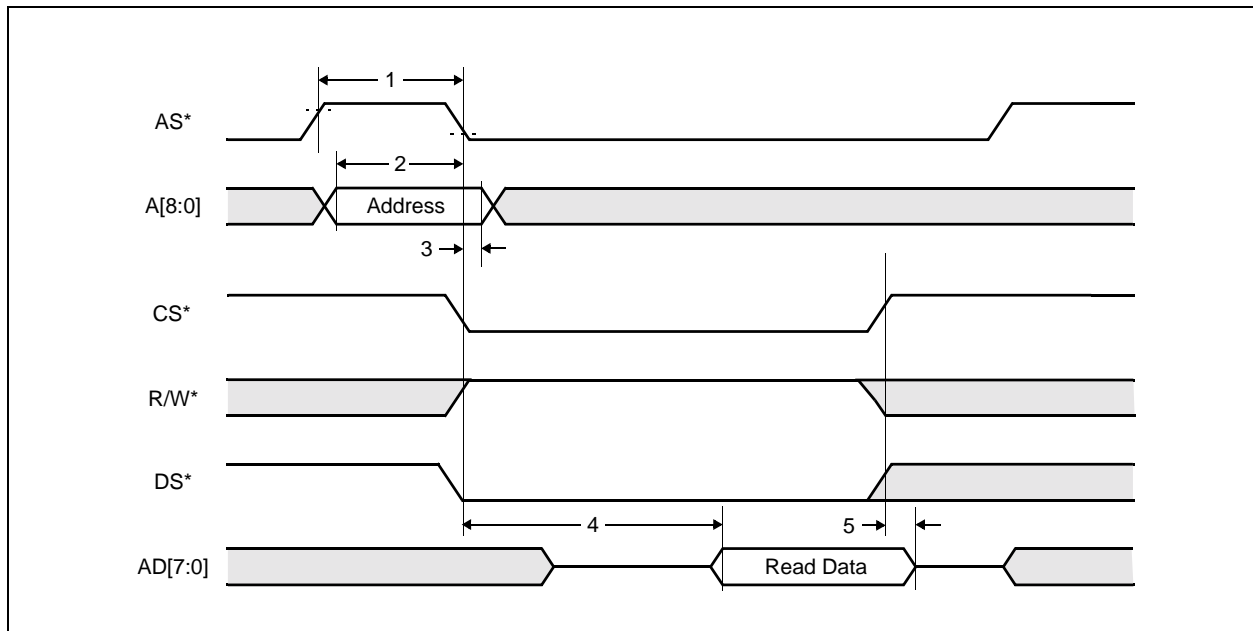 1
AS*
2
A[8:0]
Address
3
CS*
R/W*
DS*
4
5
AD[7:0]
Read Data